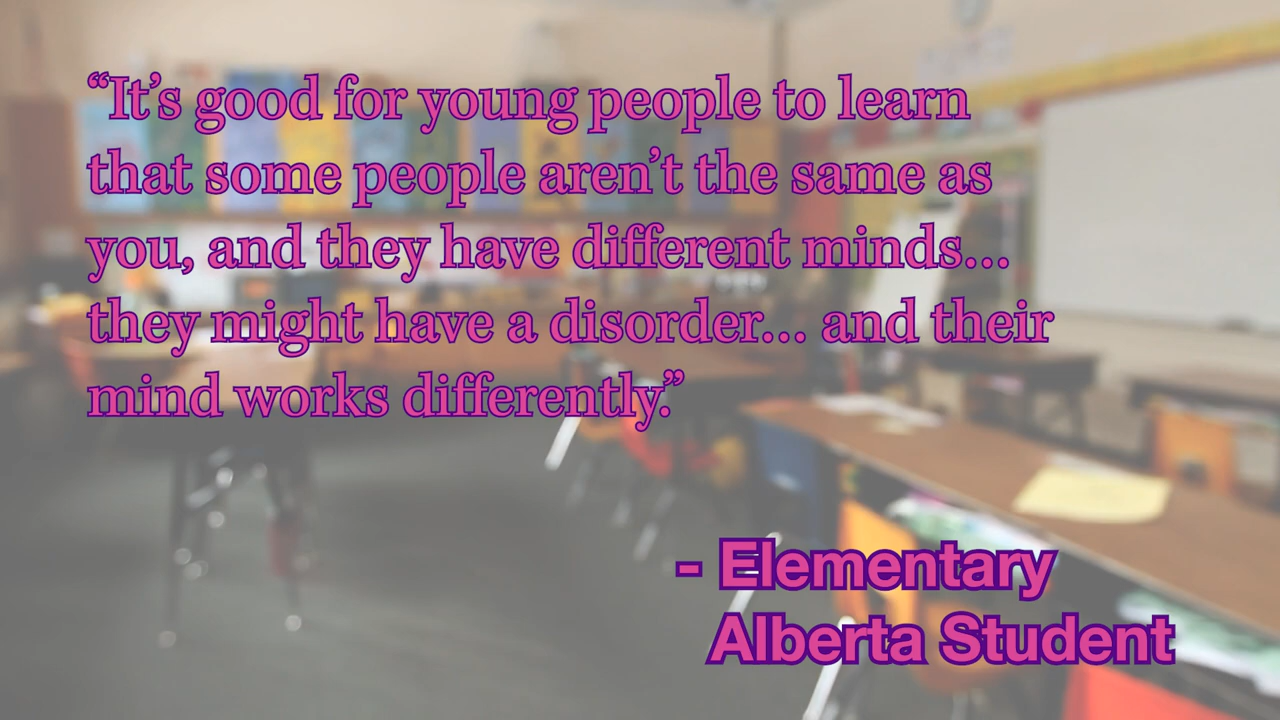 “It’s good for young people to learn
that some people aren’t the same as
you, and they have different minds...
they might have a disorder... and their
mind works differently.”
- Elementary
Alberta Student